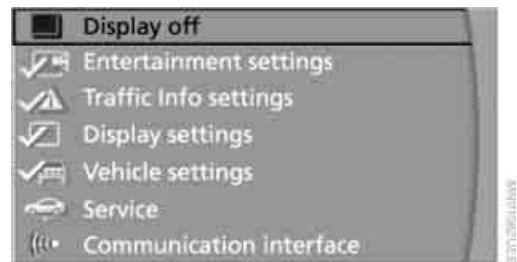 Display off
Entertainment settings
Traffic Info settings
Display settings
Vehicle settings
Service
Communication interface